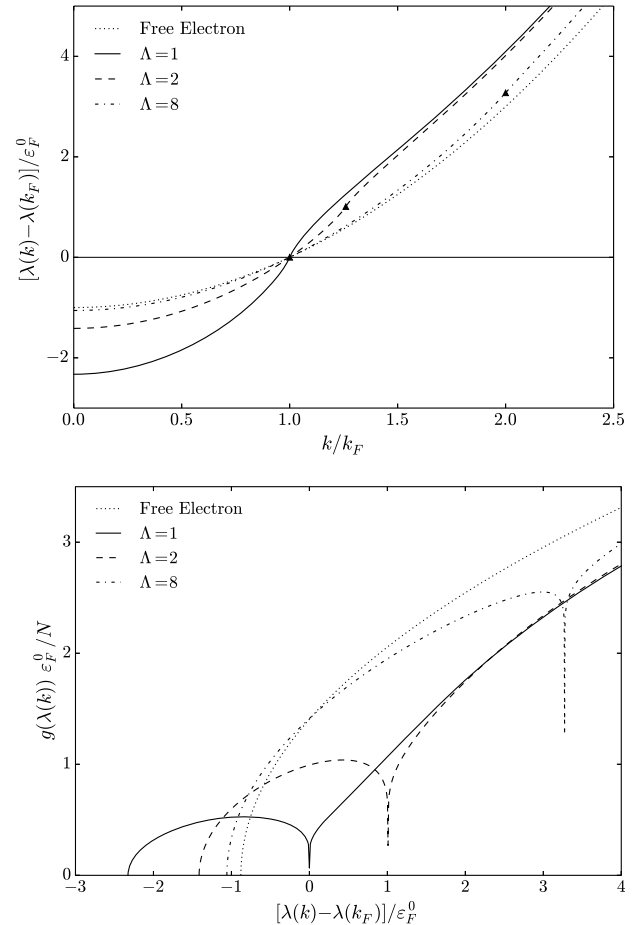 Free Electron
Λ=1
Λ=2
Λ=8
[λ(k)−λ(k_F)]/ε_F^0
4
2
0
−2
0.0 0.5 1.0 1.5 2.0 2.5
k/k_F
Free Electron
Λ=1
Λ=2
Λ=8
g(λ(k)) ε_F^0/N
3
2
1
0
−3 −2 −1 0 1 2 3 4
[λ(k)−λ(k_F)]/ε_F^0